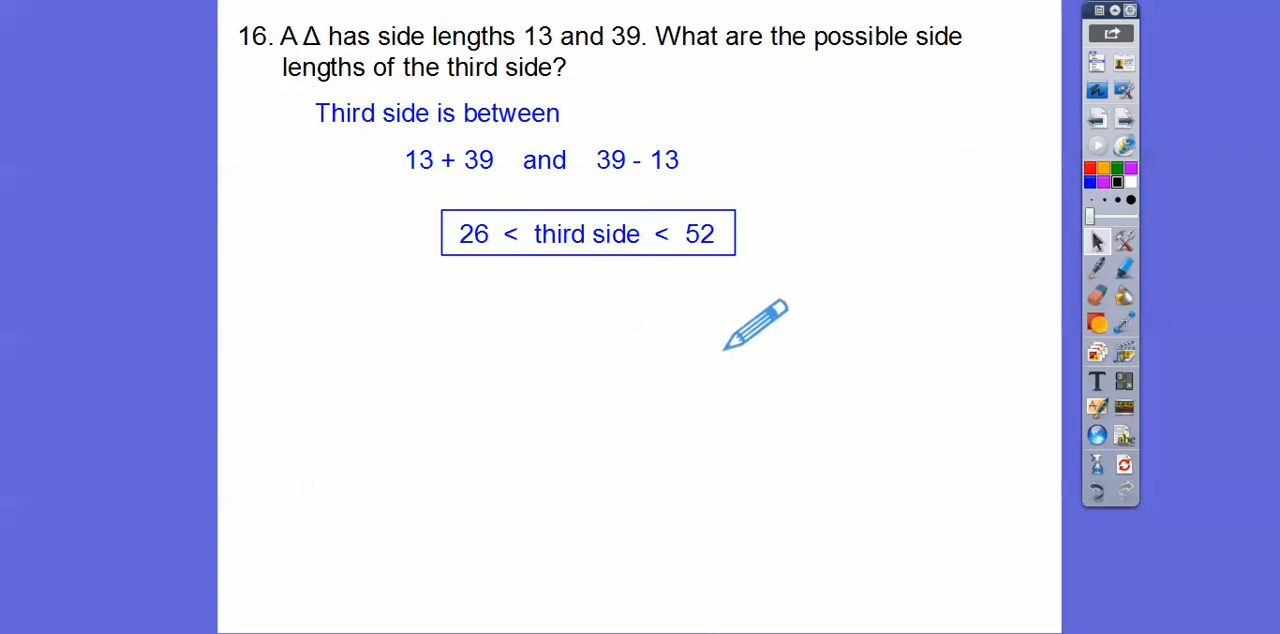 16. A Δ has side lengths 13 and 39. What are the possible side
lengths of the third side?
Third side is between
13 + 39 and 39 - 13
26 < third side < 52